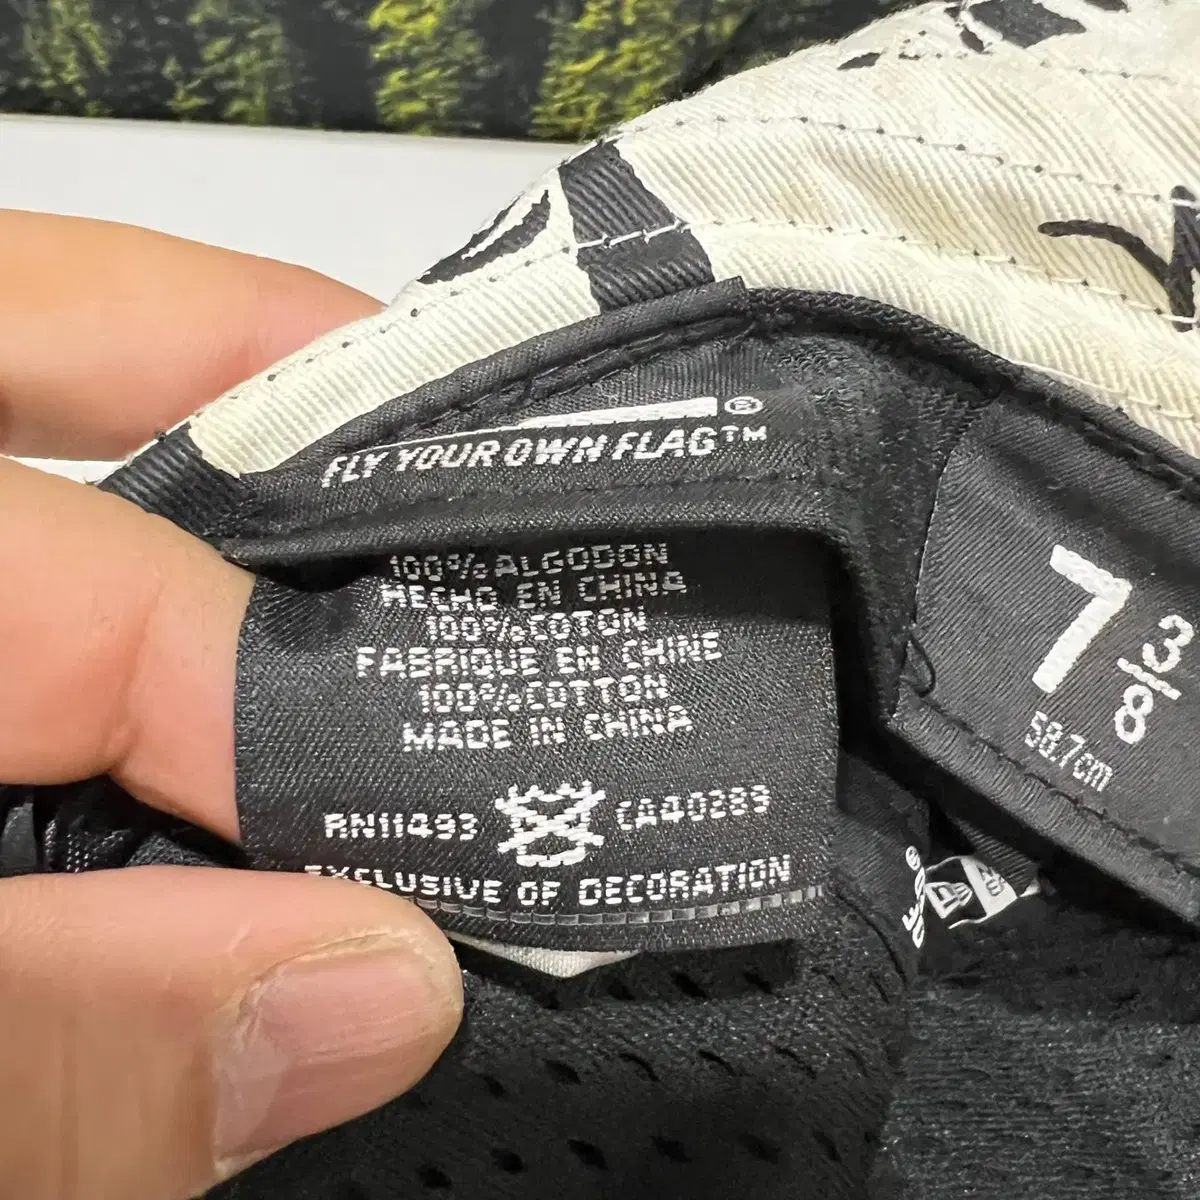 ®
FLY YOUR OWN FLAG™
100% ALGODON
HECHO EN CHINA
100% COTON
FABRIQUE EN CHINE
100% COTTON
MADE IN CHINA
RN11493 CA40289
EXCLUSIVE OF DECORATION
7 3/8
58.7cm